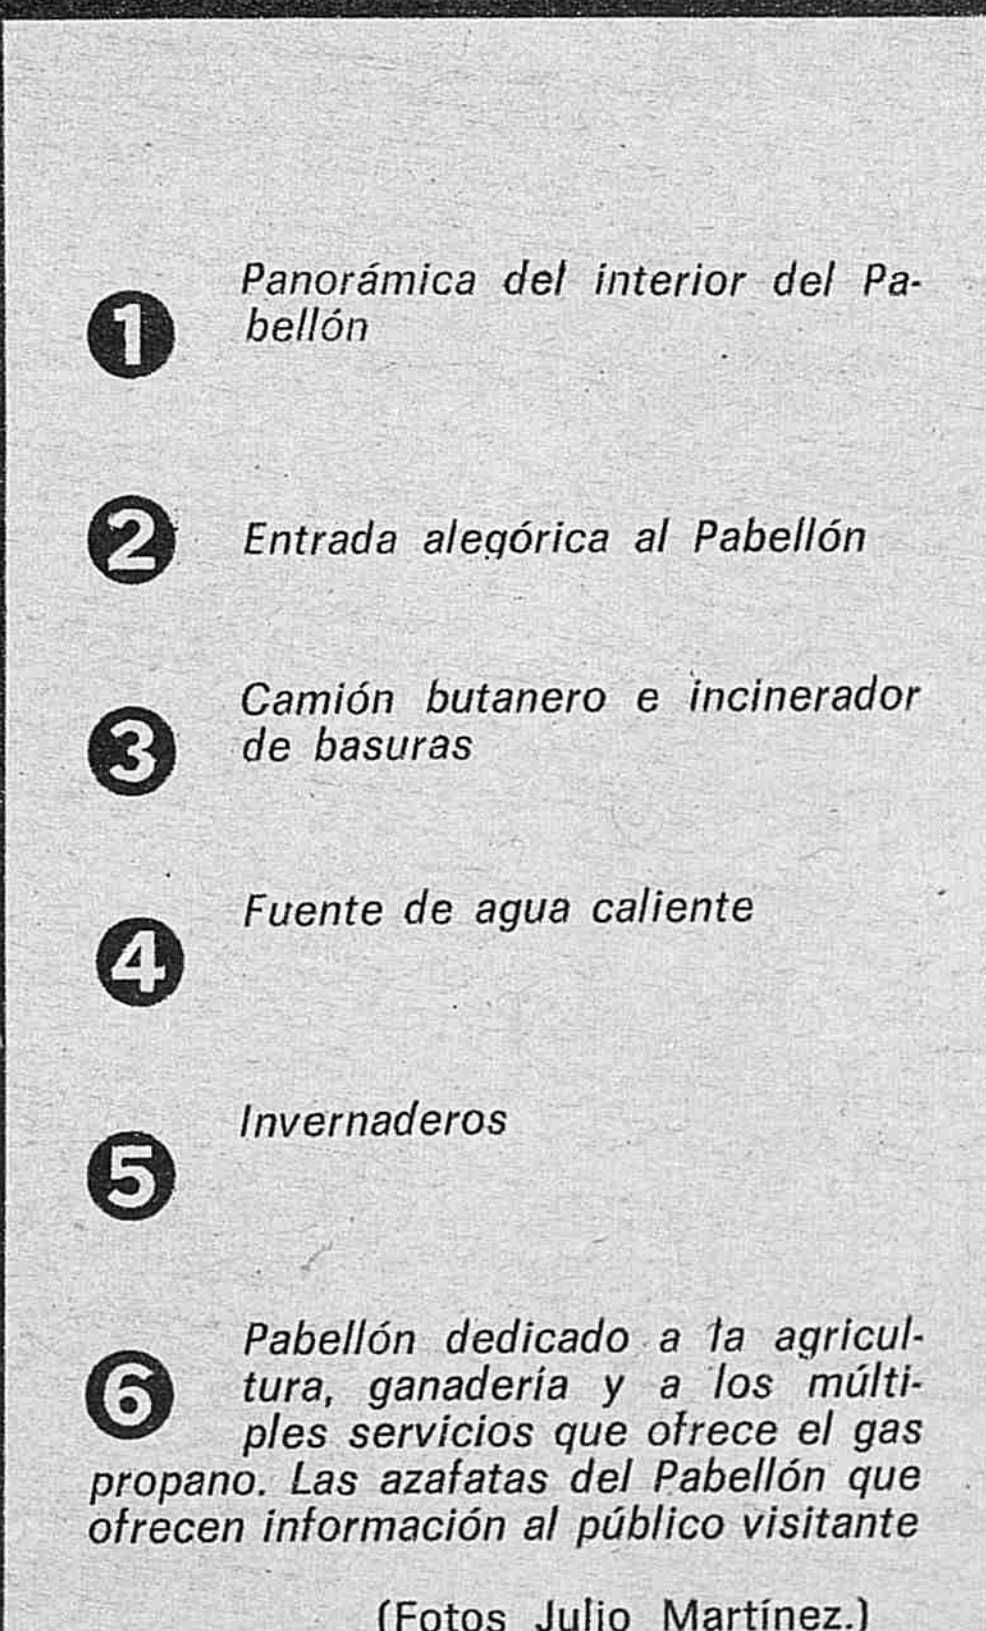 1 Panorámica del interior del Pa-
bellón
2 Entrada alegórica al Pabellón
3 Camión butanero e incinerador
de basuras
4 Fuente de agua caliente
5 Invernaderos
6 Pabellón dedicado a la agricul-
tura, ganadería y a los múlti-
ples servicios que ofrece el gas
propano. Las azafatas del Pabellón que
ofrecen información al público visitante
(Fotos Julio Martínez.)